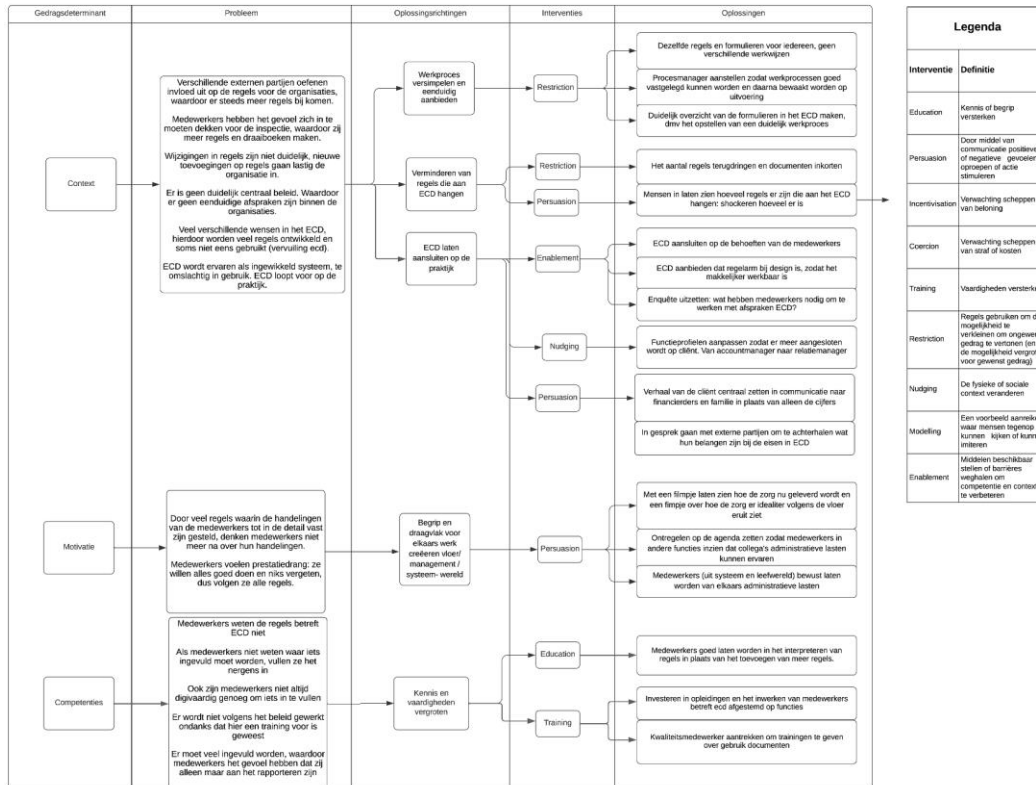 Gedragsdeterminant
Probleem
Oplossingsrichtingen
Interventies
Oplossingen
Context
Verschillende externen partijen oefenen
invloed uit op de regels voor de organisaties,
waardoor er steeds meer regels bij komen.
Medewerkers hebben het gevoel zich in te
moeten dekken voor de inspectie, waardoor zij
meer regels en draaiboeken maken.
Wijzigingen in regels zijn niet duidelijk, nieuwe
toevoegingen op regels gaan lastig de
organisatie in.
Er is geen duidelijk centraal beleid. Waardoor
er geen eenduidige afspraken zijn binnen de
organisaties.
Veel verschillende wensen in het ECD,
hierdoor worden veel regels ontwikkeld en
soms niet eens gebruikt (vervuiling ecd).
ECD wordt ervaren als ingewikkeld systeem, te
omslachtig in gebruik. ECD loopt voor op de
praktijk.
Werkproces
versimpelen en
eenduidig
aanbieden
Restriction
Dezelfde regels en formulieren voor iedereen, geen
verschillende werkwijzen
Procesmanager aanstellen zodat werkprocessen goed
vastgelegd kunnen worden en daarna bewaakt worden op
uitvoering
Duidelijk overzicht van de formulieren in het ECD maken,
dmv het opstellen van een duidelijk werkproces
Verminderen van
regels die aan
ECD hangen
Restriction
Het aantal regels terugdringen en documenten inkorten
Persuasion
Mensen in laten zien hoeveel regels er zijn die aan het ECD
hangen: shockeren hoeveel er is
ECD laten
aansluiten op de
praktijk
Enablement
ECD aansluiten op de behoeften van de medewerkers
ECD aanbieden dat regelarm bij design is, zodat het
makkelijker werkbaar is
Enquête uitzetten: wat hebben medewerkers nodig om te
werken met afspraken ECD?
Nudging
Functieprofielen aanpassen zodat er meer aangesloten
wordt op cliënt. Van accountmanager naar relatiemanager
Persuasion
Verhaal van de cliënt centraal zetten in communicatie naar
financierders en familie in plaats van alleen de cijfers
In gesprek gaan met externe partijen om te achterhalen wat
hun belangen zijn bij de eisen in ECD
Motivatie
Door veel regels waarin de handelingen
van de medewerkers tot in de detail vast
zijn gesteld, denken medewerkers niet
meer na over hun handelingen.
Medewerkers voelen prestatiedrang: ze
willen alles goed doen en niks vergeten,
dus volgen ze alle regels.
Begrip en
draagvlak voor
elkaars werk
creëeren vloer/
management /
systeem- wereld
Persuasion
Met een filmpje laten zien hoe de zorg nu geleverd wordt en
een fimpje over hoe de zorg er idealiter volgens de vloer
eruit ziet
Ontregelen op de agenda zetten zodat medewerkers in
andere functies inzien dat collega's administratieve lasten
kunnen ervaren
Medewerkers (uit systeem en leefwereld) bewust laten
worden van elkaars administratieve lasten
Competenties
Medewerkers weten de regels betreft
ECD niet
Als medewerkers niet weten waar iets
ingevuld moet worden, vullen ze het
nergens in
Ook zijn medewerkers niet altijd
digivaardig genoeg om iets in te vullen
Er wordt niet volgens het beleid gewerkt
ondanks dat hier een training voor is
geweest
Er moet veel ingevuld worden, waardoor
medewerkers het gevoel hebben dat zij
alleen maar aan het rapporteren zijn
Kennis en
vaardigheden
vergroten
Education
Medewerkers goed laten worden in het interpreteren van
regels in plaats van het toevoegen van meer regels.
Training
Investeren in opleidingen en het inwerken van medewerkers
betreft ecd afgestemd op functies
Kwaliteitsmedewerker aantrekken om trainingen te geven
over gebruik documenten
Legenda
Interventie Definitie
Education
Kennis of begrip
versterken
Persuasion
Door middel van
communicatie positieve
of negatieve gevoelen
oproepen of actie
stimuleren
Incentivisation
Verwachting scheppen
van beloning
Coercion
Verwachting scheppen
van straf of kosten
Training
Vaardigheden versterke
Restriction
Regels gebruiken om d
mogelijkheid te
verkleinen om ongewen
gedrag te vertonen (en
de mogelijkheid vergrot
voor gewenst gedrag)
Nudging
De fysieke of sociale
context veranderen
Modelling
Een voorbeeld aanreike
waar mensen tegenop
kunnen kijken of kunn
imiteren
Enablement
Middelen beschikbaar
stellen of barrières
weghalen om
competentie en context
te verbeteren